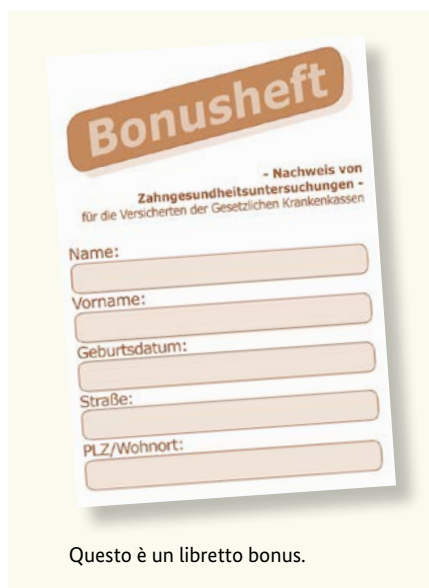 Bonusheft
- Nachweis von
Zahngesundheitsuntersuchungen -
für die Versicherten der Gesetzlichen Krankenkassen
Name:
Vorname:
Geburtsdatum:
Straße:
PLZ/Wohnort:
Questo è un libretto bonus.